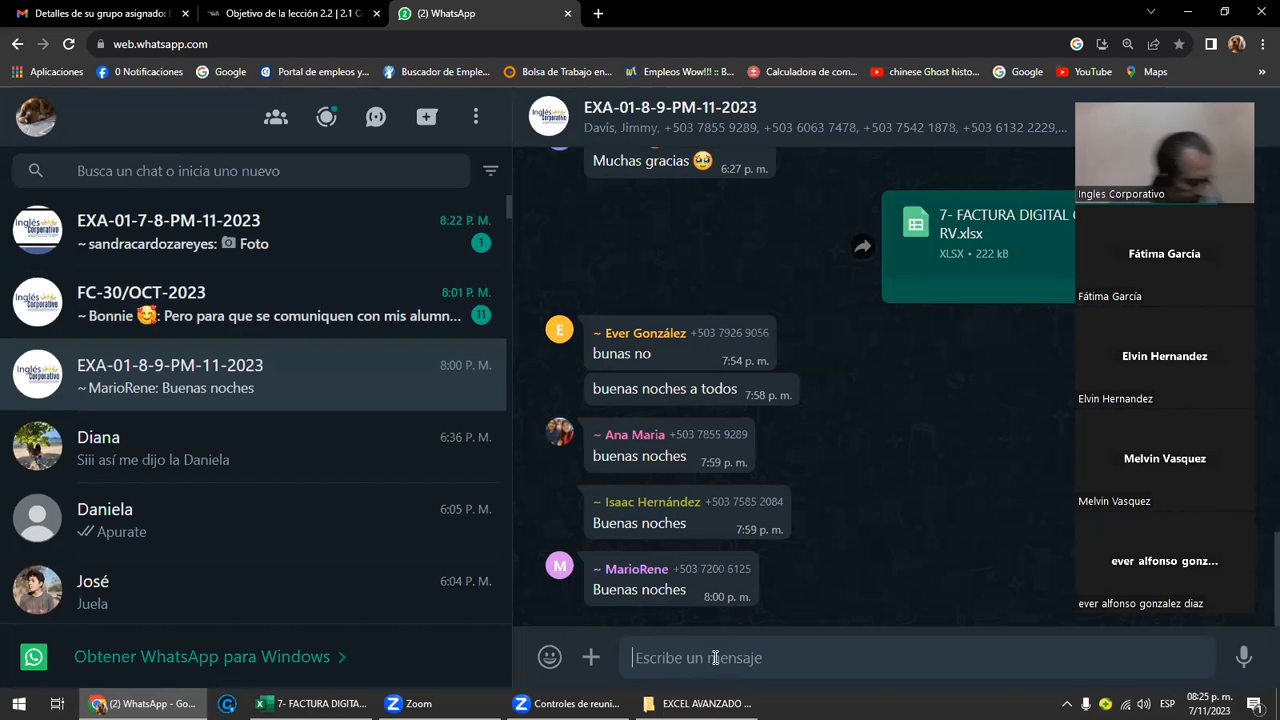 Detalles de su grupo asignado: 
Objetivo de la lección 2.2 | 2.1 C
(2) WhatsApp
web.whatsapp.com
Aplicaciones
0 Notificaciones
Google
Portal de empleos y...
Buscador de Emple...
Bolsa de Trabajo en...
Empleos Wow!!! :: B...
Calculadora de com...
chinese Ghost histo...
Google
YouTube
Maps
Busca un chat o inicia uno nuevo
EXA-01-7-8-PM-11-2023 8:22 P. M.
~ sandracardozareyes: Foto 1
FC-30/OCT-2023 8:01 P. M.
~ Bonnie 🥰: Pero para que se comuniquen con mis alumn... 11
EXA-01-8-9-PM-11-2023 8:00 P. M.
~ MarioRene: Buenas noches
Diana 6:36 P. M.
Siii así me dijo la Daniela
Daniela 6:05 P. M.
Apurate
José 6:04 P. M.
Juela
Obtener WhatsApp para Windows >
EXA-01-8-9-PM-11-2023
Davis, Jimmy, +503 7855 9289, +503 6063 7478, +503 7542 1878, +503 6132 2229,...
Muchas gracias 🥹 6:27 p. m.
7- FACTURA DIGITAL
RV.xlsx
XLSX • 222 kB
E
~ Ever González +503 7926 9056
bunas no 7:54 p. m.
buenas noches a todos 7:58 p. m.
~ Ana Maria +503 7855 9289
buenas noches 7:59 p. m.
~ Isaac Hernández +503 7585 2084
Buenas noches 7:59 p. m.
M
~ MarioRene +503 7200 6125
Buenas noches 8:00 p. m.
Escribe un mensaje
Ingles Corporativo
Fátima García
Fátima García
Elvin Hernandez
Elvin Hernandez
Melvin Vasquez
Melvin Vasquez
ever alfonso gonz...
ever alfonso gonzalez diaz
(2) WhatsApp - Go...
7- FACTURA DIGITA...
Zoom
Controles de reuni...
EXCEL AVANZADO ...
ESP
08:25 p. m.
7/11/2023